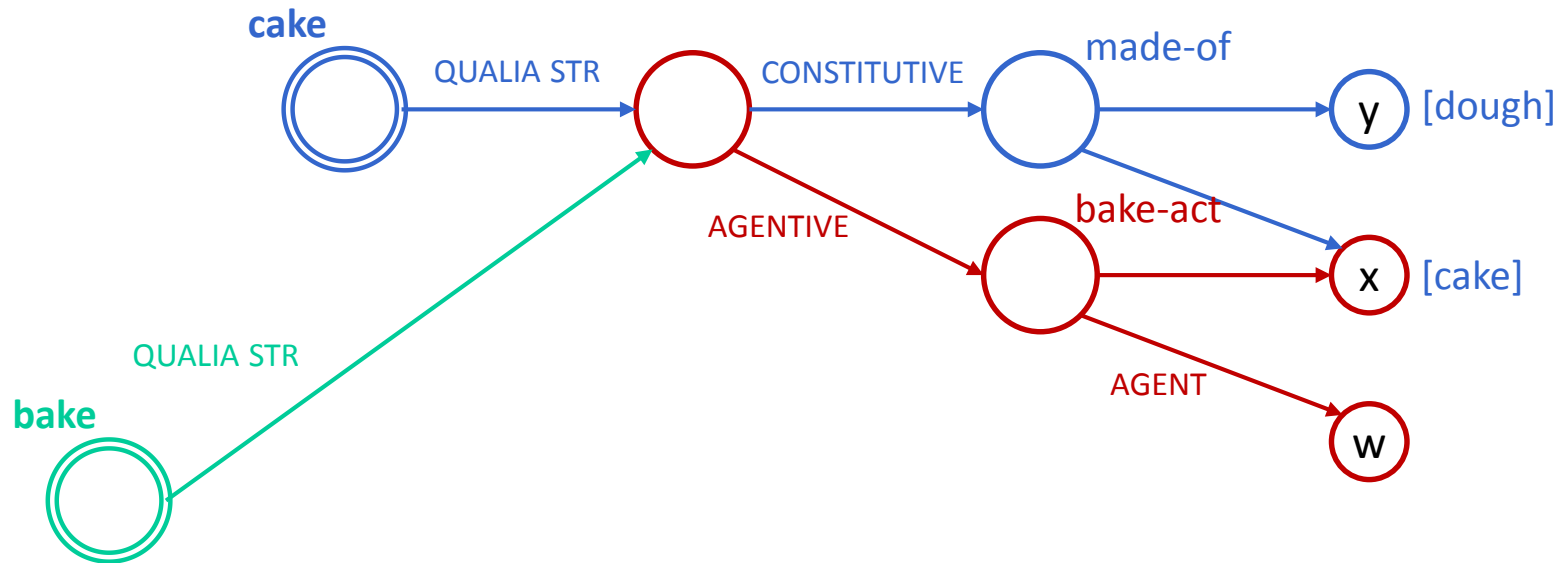 cake
QUALIA STR
CONSTITUTIVE
made-of
y
[dough]
AGENTIVE
bake-act
x
[cake]
QUALIA STR
AGENT
bake
w